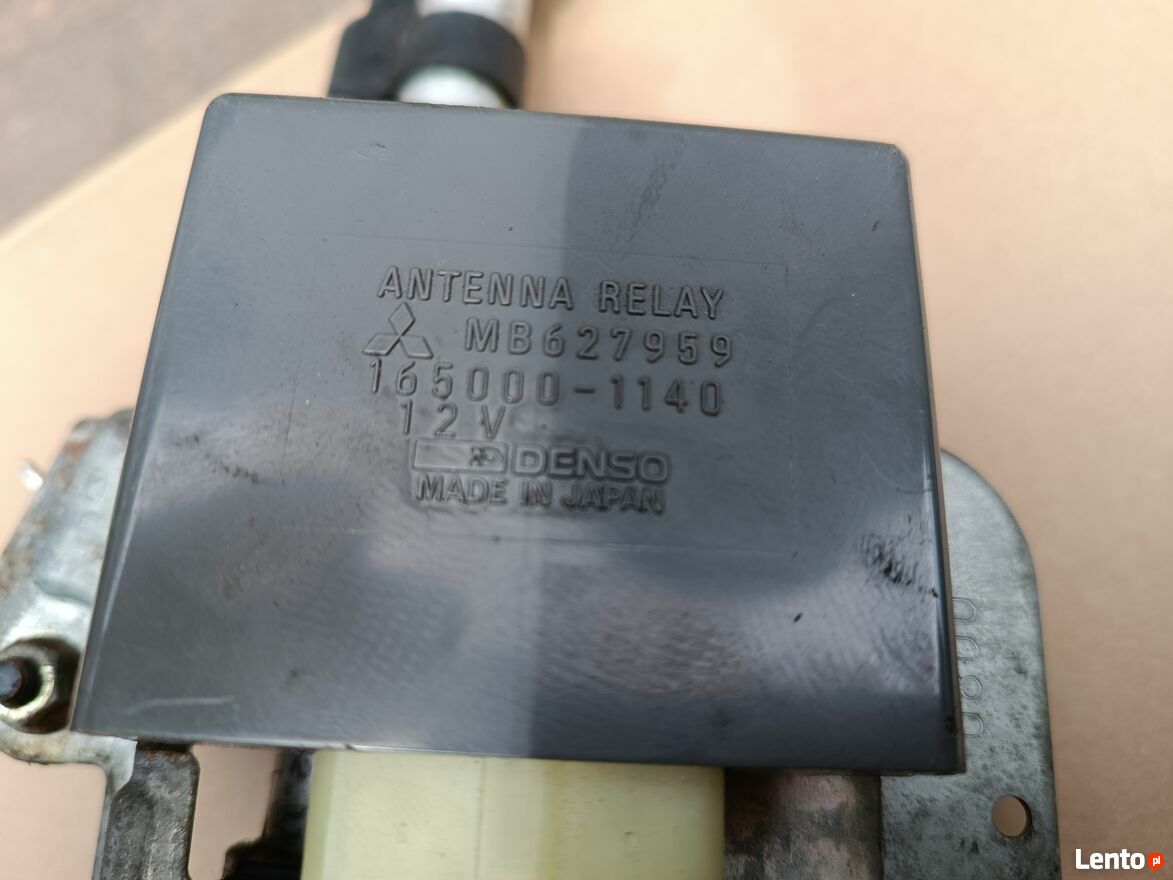 ANTENNA RELAY
MB627959
165000-1140
12V
DENSO
MADE IN JAPAN
Lento.pl